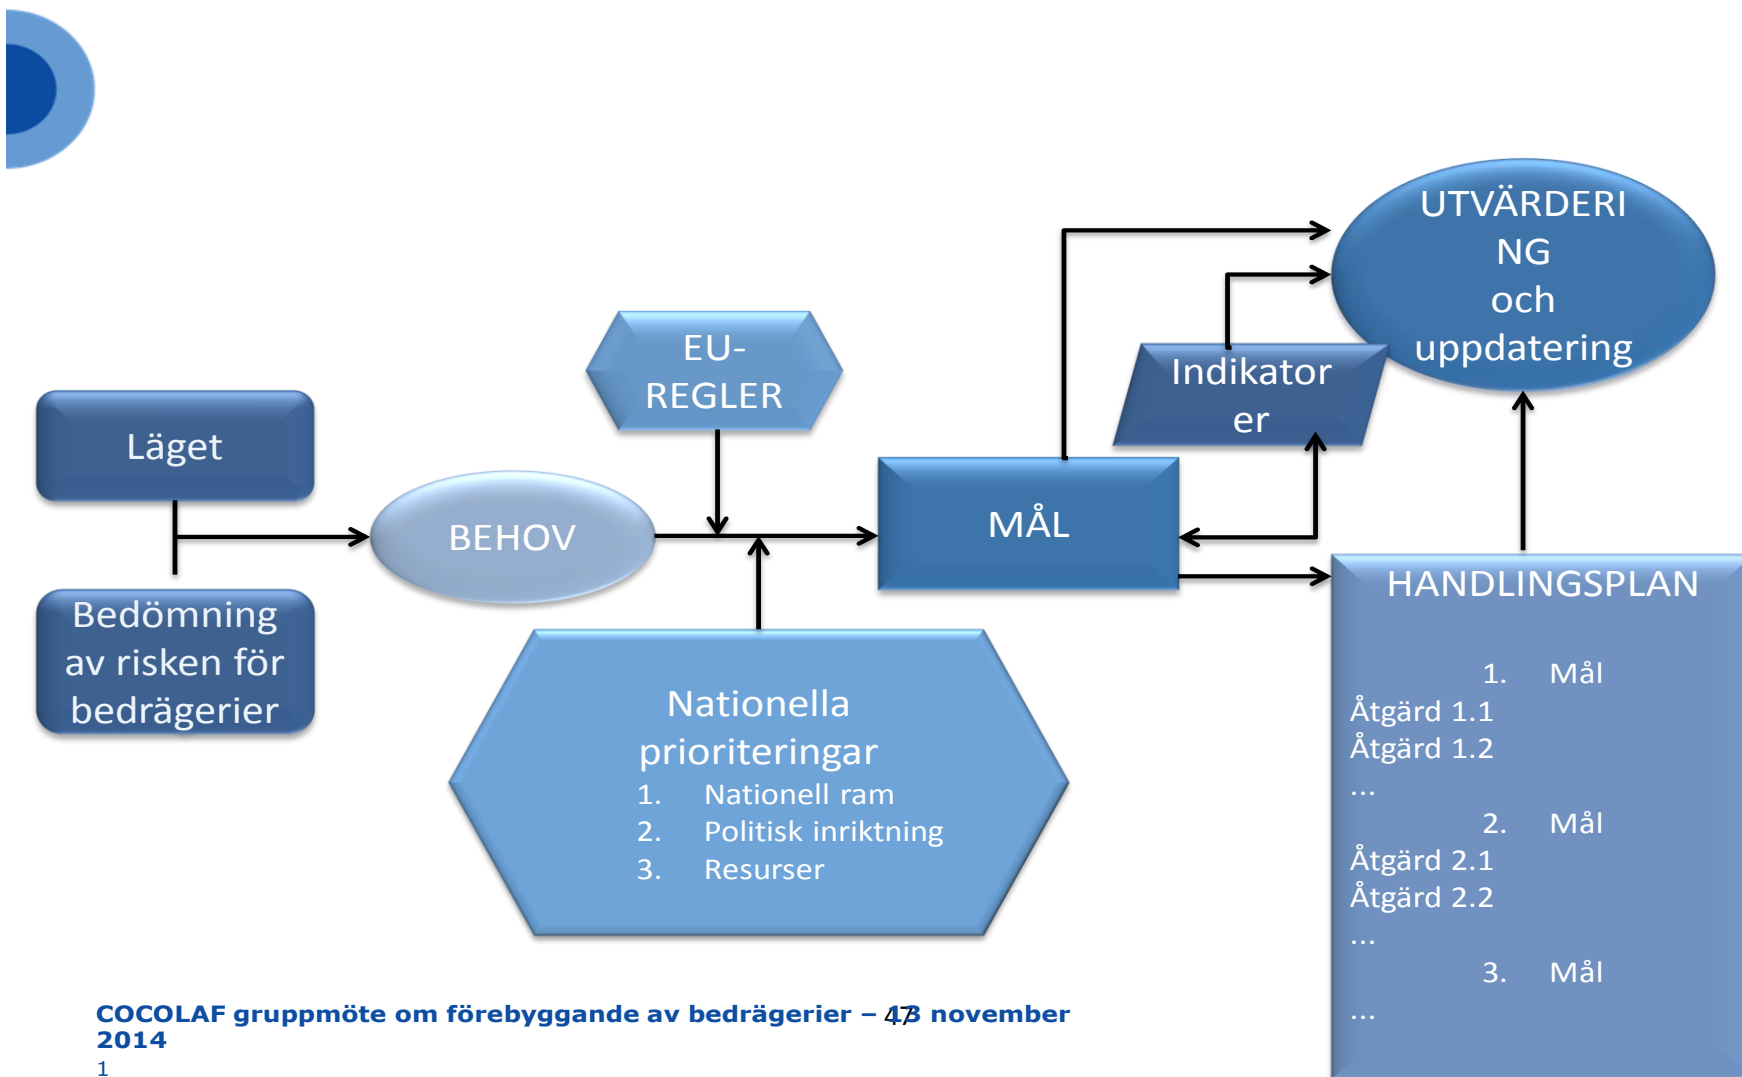 UTVÄRDERI
NG
och
uppdatering
EU-
REGLER
Indikator
er
Läget
BEHOV
MÅL
Bedömning
av risken för
bedrägerier
Nationella
prioriteringar
1. Nationell ram
2. Politisk inriktning
3. Resurser
HANDLINGSPLAN
1. Mål
Åtgärd 1.1
Åtgärd 1.2
...
2. Mål
Åtgärd 2.1
Åtgärd 2.2
...
3. Mål
...
COCOLAF gruppmöte om förebyggande av bedrägerier – 13 november
2014
47
1